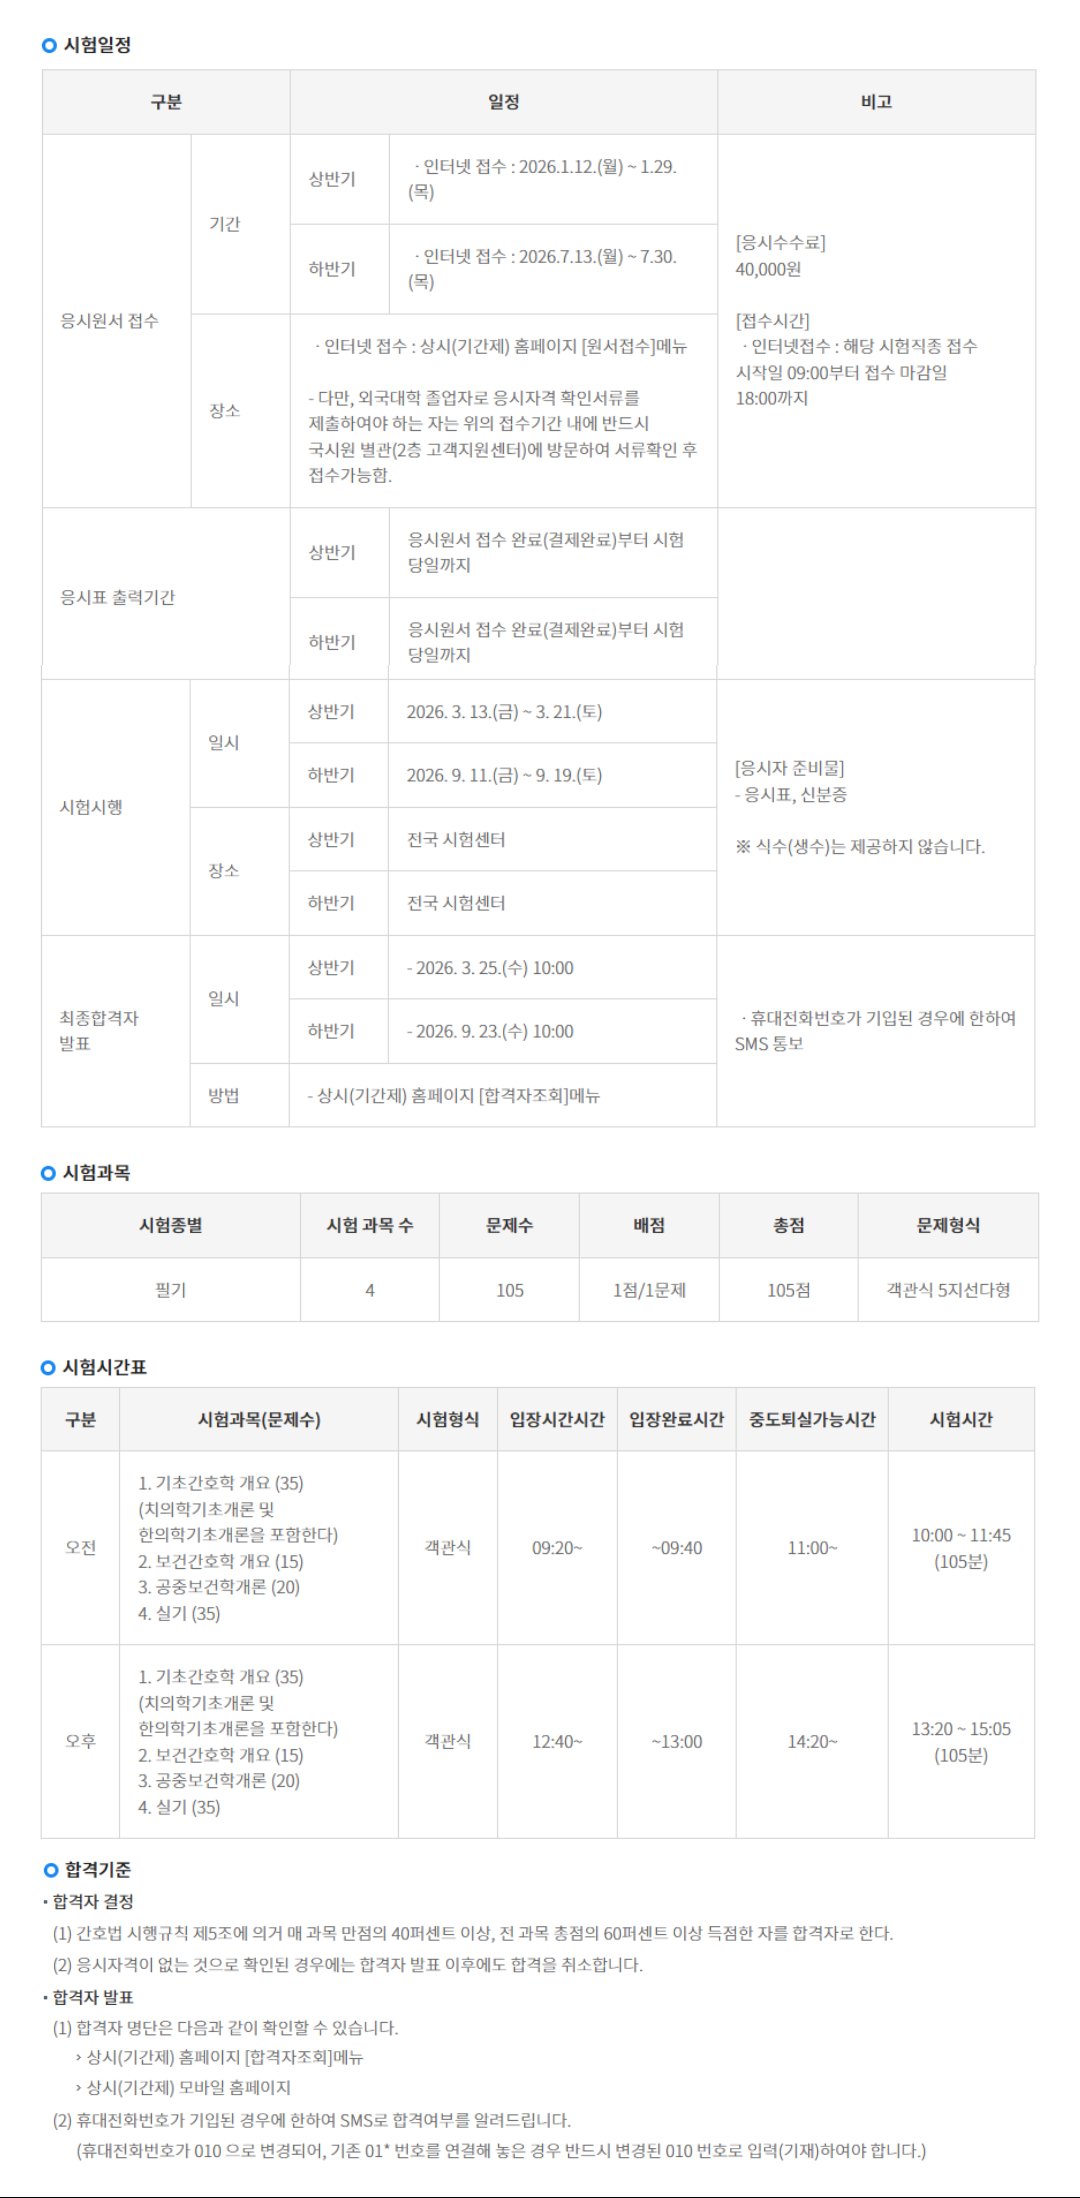 시험일정
구분
일정
비고
응시원서 접수
기간
상반기
· 인터넷 접수 : 2026.1.12.(월) ~ 1.29.
(목)
하반기
· 인터넷 접수 : 2026.7.13.(월) ~ 7.30.
(목)
장소
· 인터넷 접수 : 상시(기간제) 홈페이지 [원서접수]메뉴
- 다만, 외국대학 졸업자로 응시자격 확인서류를
제출하여야 하는 자는 위의 접수기간 내에 반드시
국시원 별관(2층 고객지원센터)에 방문하여 서류확인 후
접수가능함.
[응시수수료]
40,000원
[접수시간]
· 인터넷접수 : 해당 시험직종 접수
시작일 09:00부터 접수 마감일
18:00까지
응시표 출력기간
상반기
응시원서 접수 완료(결제완료)부터 시험
당일까지
하반기
응시원서 접수 완료(결제완료)부터 시험
당일까지
시험시행
일시
상반기
2026. 3. 13.(금) ~ 3. 21.(토)
하반기
2026. 9. 11.(금) ~ 9. 19.(토)
장소
상반기
전국 시험센터
하반기
전국 시험센터
[응시자 준비물]
- 응시표, 신분증
※ 식수(생수)는 제공하지 않습니다.
최종합격자
발표
일시
상반기
- 2026. 3. 25.(수) 10:00
하반기
- 2026. 9. 23.(수) 10:00
방법
- 상시(기간제) 홈페이지 [합격자조회]메뉴
· 휴대전화번호가 기입된 경우에 한하여
SMS 통보
시험과목
시험종별
시험 과목 수
문제수
배점
총점
문제형식
필기
4
105
1점/1문제
105점
객관식 5지선다형
시험시간표
구분
시험과목(문제수)
시험형식
입장시간시간
입장완료시간
중도퇴실가능시간
시험시간
오전
1. 기초간호학 개요 (35)
(치의학기초개론 및
한의학기초개론을 포함한다)
2. 보건간호학 개요 (15)
3. 공중보건학개론 (20)
4. 실기 (35)
객관식
09:20~
~09:40
11:00~
10:00 ~ 11:45
(105분)
오후
1. 기초간호학 개요 (35)
(치의학기초개론 및
한의학기초개론을 포함한다)
2. 보건간호학 개요 (15)
3. 공중보건학개론 (20)
4. 실기 (35)
객관식
12:40~
~13:00
14:20~
13:20 ~ 15:05
(105분)
합격기준
· 합격자 결정
(1) 간호법 시행규칙 제5조에 의거 매 과목 만점의 40퍼센트 이상, 전 과목 총점의 60퍼센트 이상 득점한 자를 합격자로 한다.
(2) 응시자격이 없는 것으로 확인된 경우에는 합격자 발표 이후에도 합격을 취소합니다.
· 합격자 발표
(1) 합격자 명단은 다음과 같이 확인할 수 있습니다.
› 상시(기간제) 홈페이지 [합격자조회]메뉴
› 상시(기간제) 모바일 홈페이지
(2) 휴대전화번호가 기입된 경우에 한하여 SMS로 합격여부를 알려드립니다.
(휴대전화번호가 010 으로 변경되어, 기존 01* 번호를 연결해 놓은 경우 반드시 변경된 010 번호로 입력(기재)하여야 합니다.)